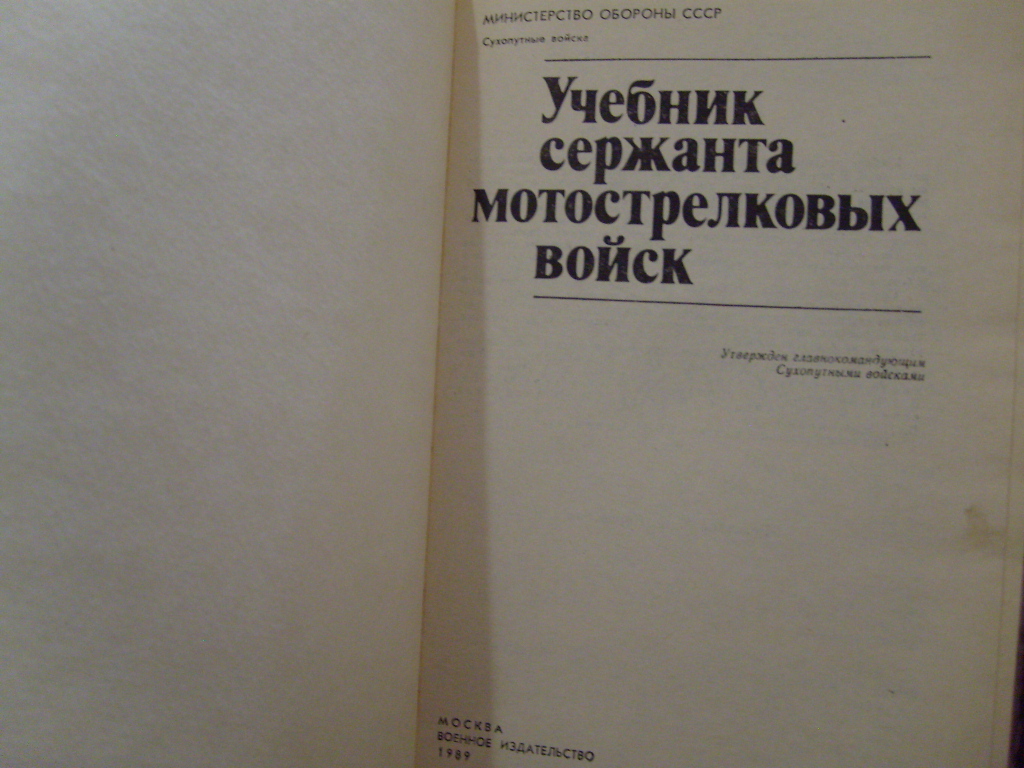 МИНИСТЕРСТВО ОБОРОНЫ СССР
Сухопутные войска
Учебник
сержанта
мотострелковых
войск
Утвержден главнокомандующим
Сухопутными войсками
МОСКВА
ВОЕННОЕ ИЗДАТЕЛЬСТВО
1989